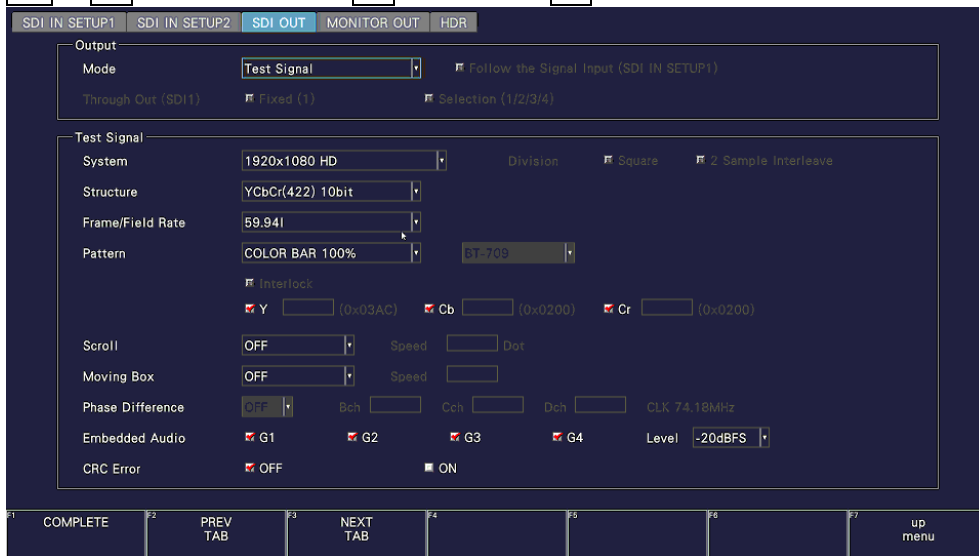 SDI IN SETUP1 SDI IN SETUP2 SDI OUT MONITOR OUT HDR
Output
Mode Test Signal Follow the Signal Input (SDI IN SETUP1)
Through Out (SDI1) Fixed (1) Selection (1/2/3/4)
Test Signal
System 1920x1080 HD Division Square 2 Sample Interleave
Structure YCbCr(422) 10bit
Frame/Field Rate 59.94I
Pattern COLOR BAR 100% BT-709
Interlock
Y (0x03AC) Cb (0x0200) Cr (0x0200)
Scroll OFF Speed Dot
Moving Box OFF Speed
Phase Difference OFF Bch Cch Dch CLK 74.18MHz
Embedded Audio G1 G2 G3 G4 Level -20dBFS
CRC Error OFF ON
F1 COMPLETE F2 PREV TAB F3 NEXT TAB F4 F5 F6 F7 up menu